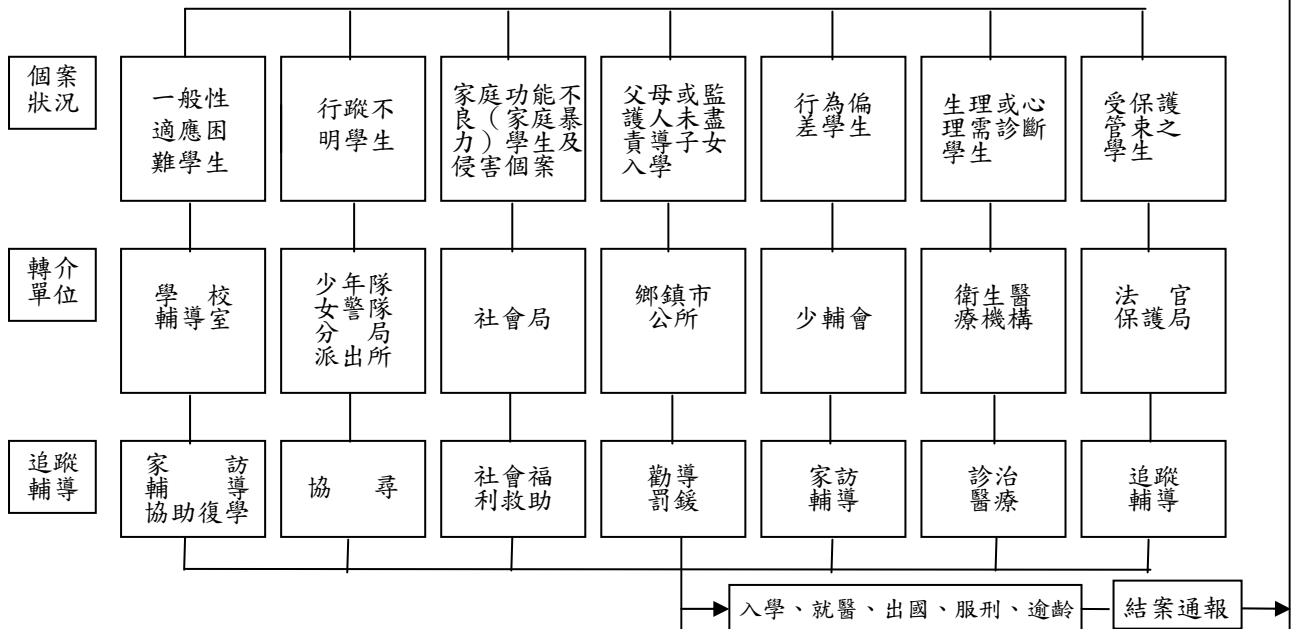 個案
狀況
一般性
適應困
難學生
行蹤不
明學生
家庭功能不
良（家庭暴
力）學生及
侵害個案
父母或監
護人未盡
責導子女
入學
行為偏
差學生
生理或心
理需診斷
學生
受保護
管束之
學生
轉介
單位
學校
輔導室
少年隊
女警隊
分局
派出所
社會局
鄉鎮市
公所
少輔會
衛生醫
療機構
法官
保護局
追蹤
輔導
家訪
輔導
協助復學
協尋
社會福
利救助
勸導
罰鍰
家訪
輔導
診治
醫療
追蹤
輔導
入學、就醫、出國、服刑、逾齡
結案通報